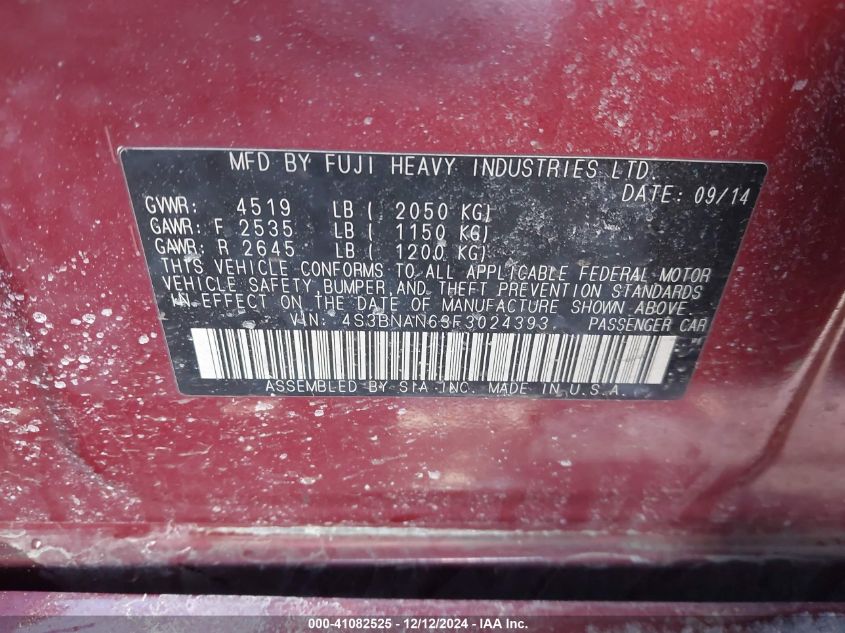 MFD BY FUJI HEAVY INDUSTRIES LTD.
DATE: 09/14
GVWR: 4519 LB ( 2050 KG)
GAWR: F 2535 LB ( 1150 KG)
GAWR: R 2645 LB ( 1200 KG)
THIS VEHICLE CONFORMS TO ALL APPLICABLE FEDERAL MOTOR
VEHICLE SAFETY, BUMPER, AND THEFT PREVENTION STANDARDS
IN EFFECT ON THE DATE OF MANUFACTURE SHOWN ABOVE
VIN: 4S3BNAN63F3024393 PASSENGER CAR
ASSEMBLED BY SIA INC. MADE IN U.S.A.
000-41082525 - 12/12/2024 - IAA Inc.